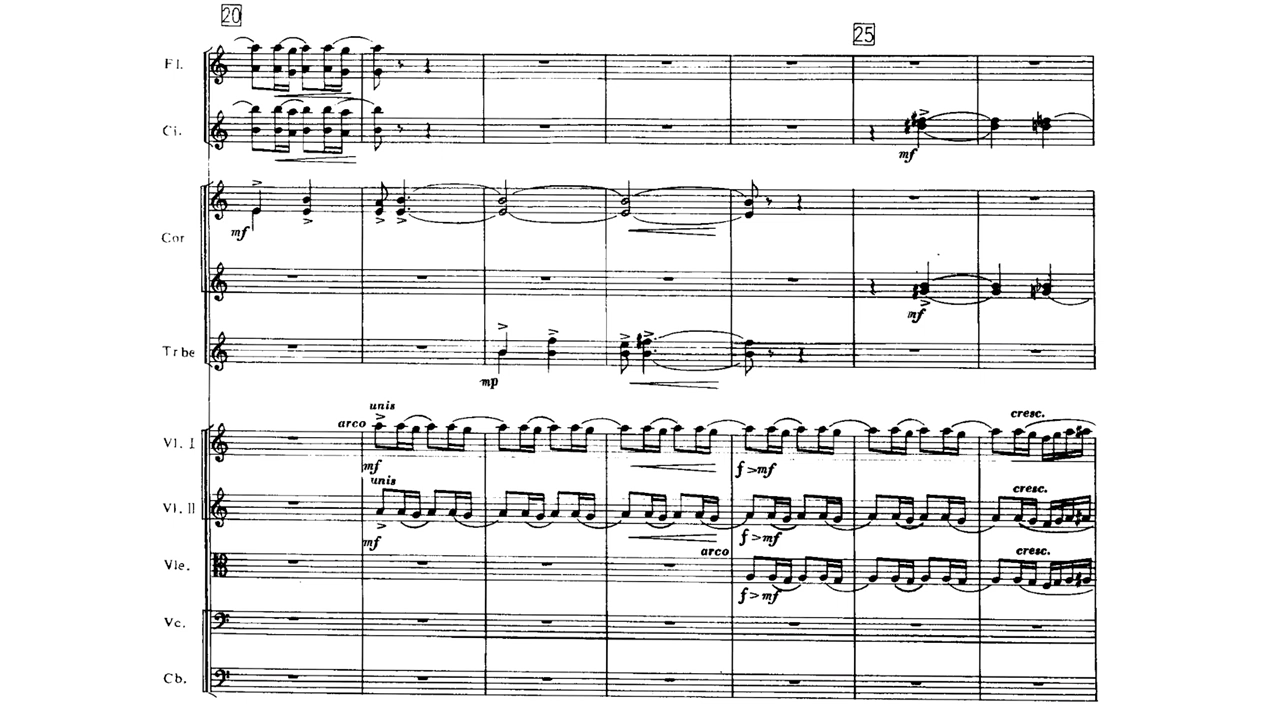 20
25
Fl.
Ci.
mf
Cor
mf
mf
Trbe
mp
unis
cresc.
arco
Vl. I
mf
f>mf
unis
cresc.
Vl. II
mf
f>mf
arco
cresc.
Vle.
f>mf
Vc.
Cb.